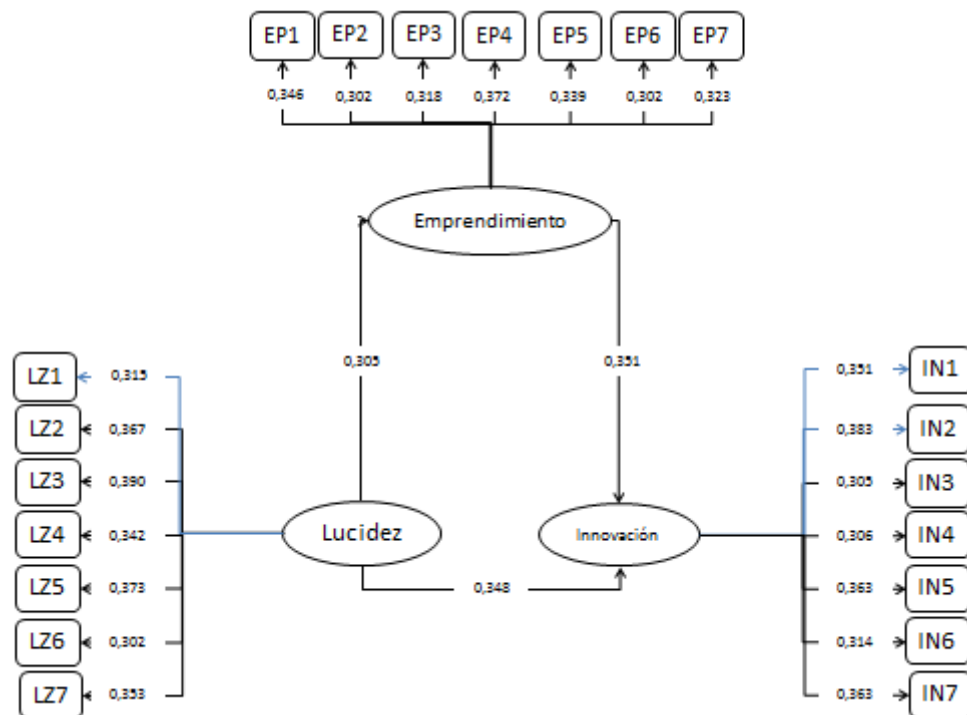 EP1 EP2 EP3 EP4 EP5 EP6 EP7
0,346 0,302 0,318 0,372 0,339 0,302 0,323
Emprendimiento
0,305 0,351
LZ1 0,315 0,351 IN1
LZ2 0,367 0,383 IN2
LZ3 0,390 0,305 IN3
LZ4 0,342 Lucidez Innovación 0,306 IN4
LZ5 0,373 0,348 0,363 IN5
LZ6 0,302 0,314 IN6
LZ7 0,353 0,363 IN7